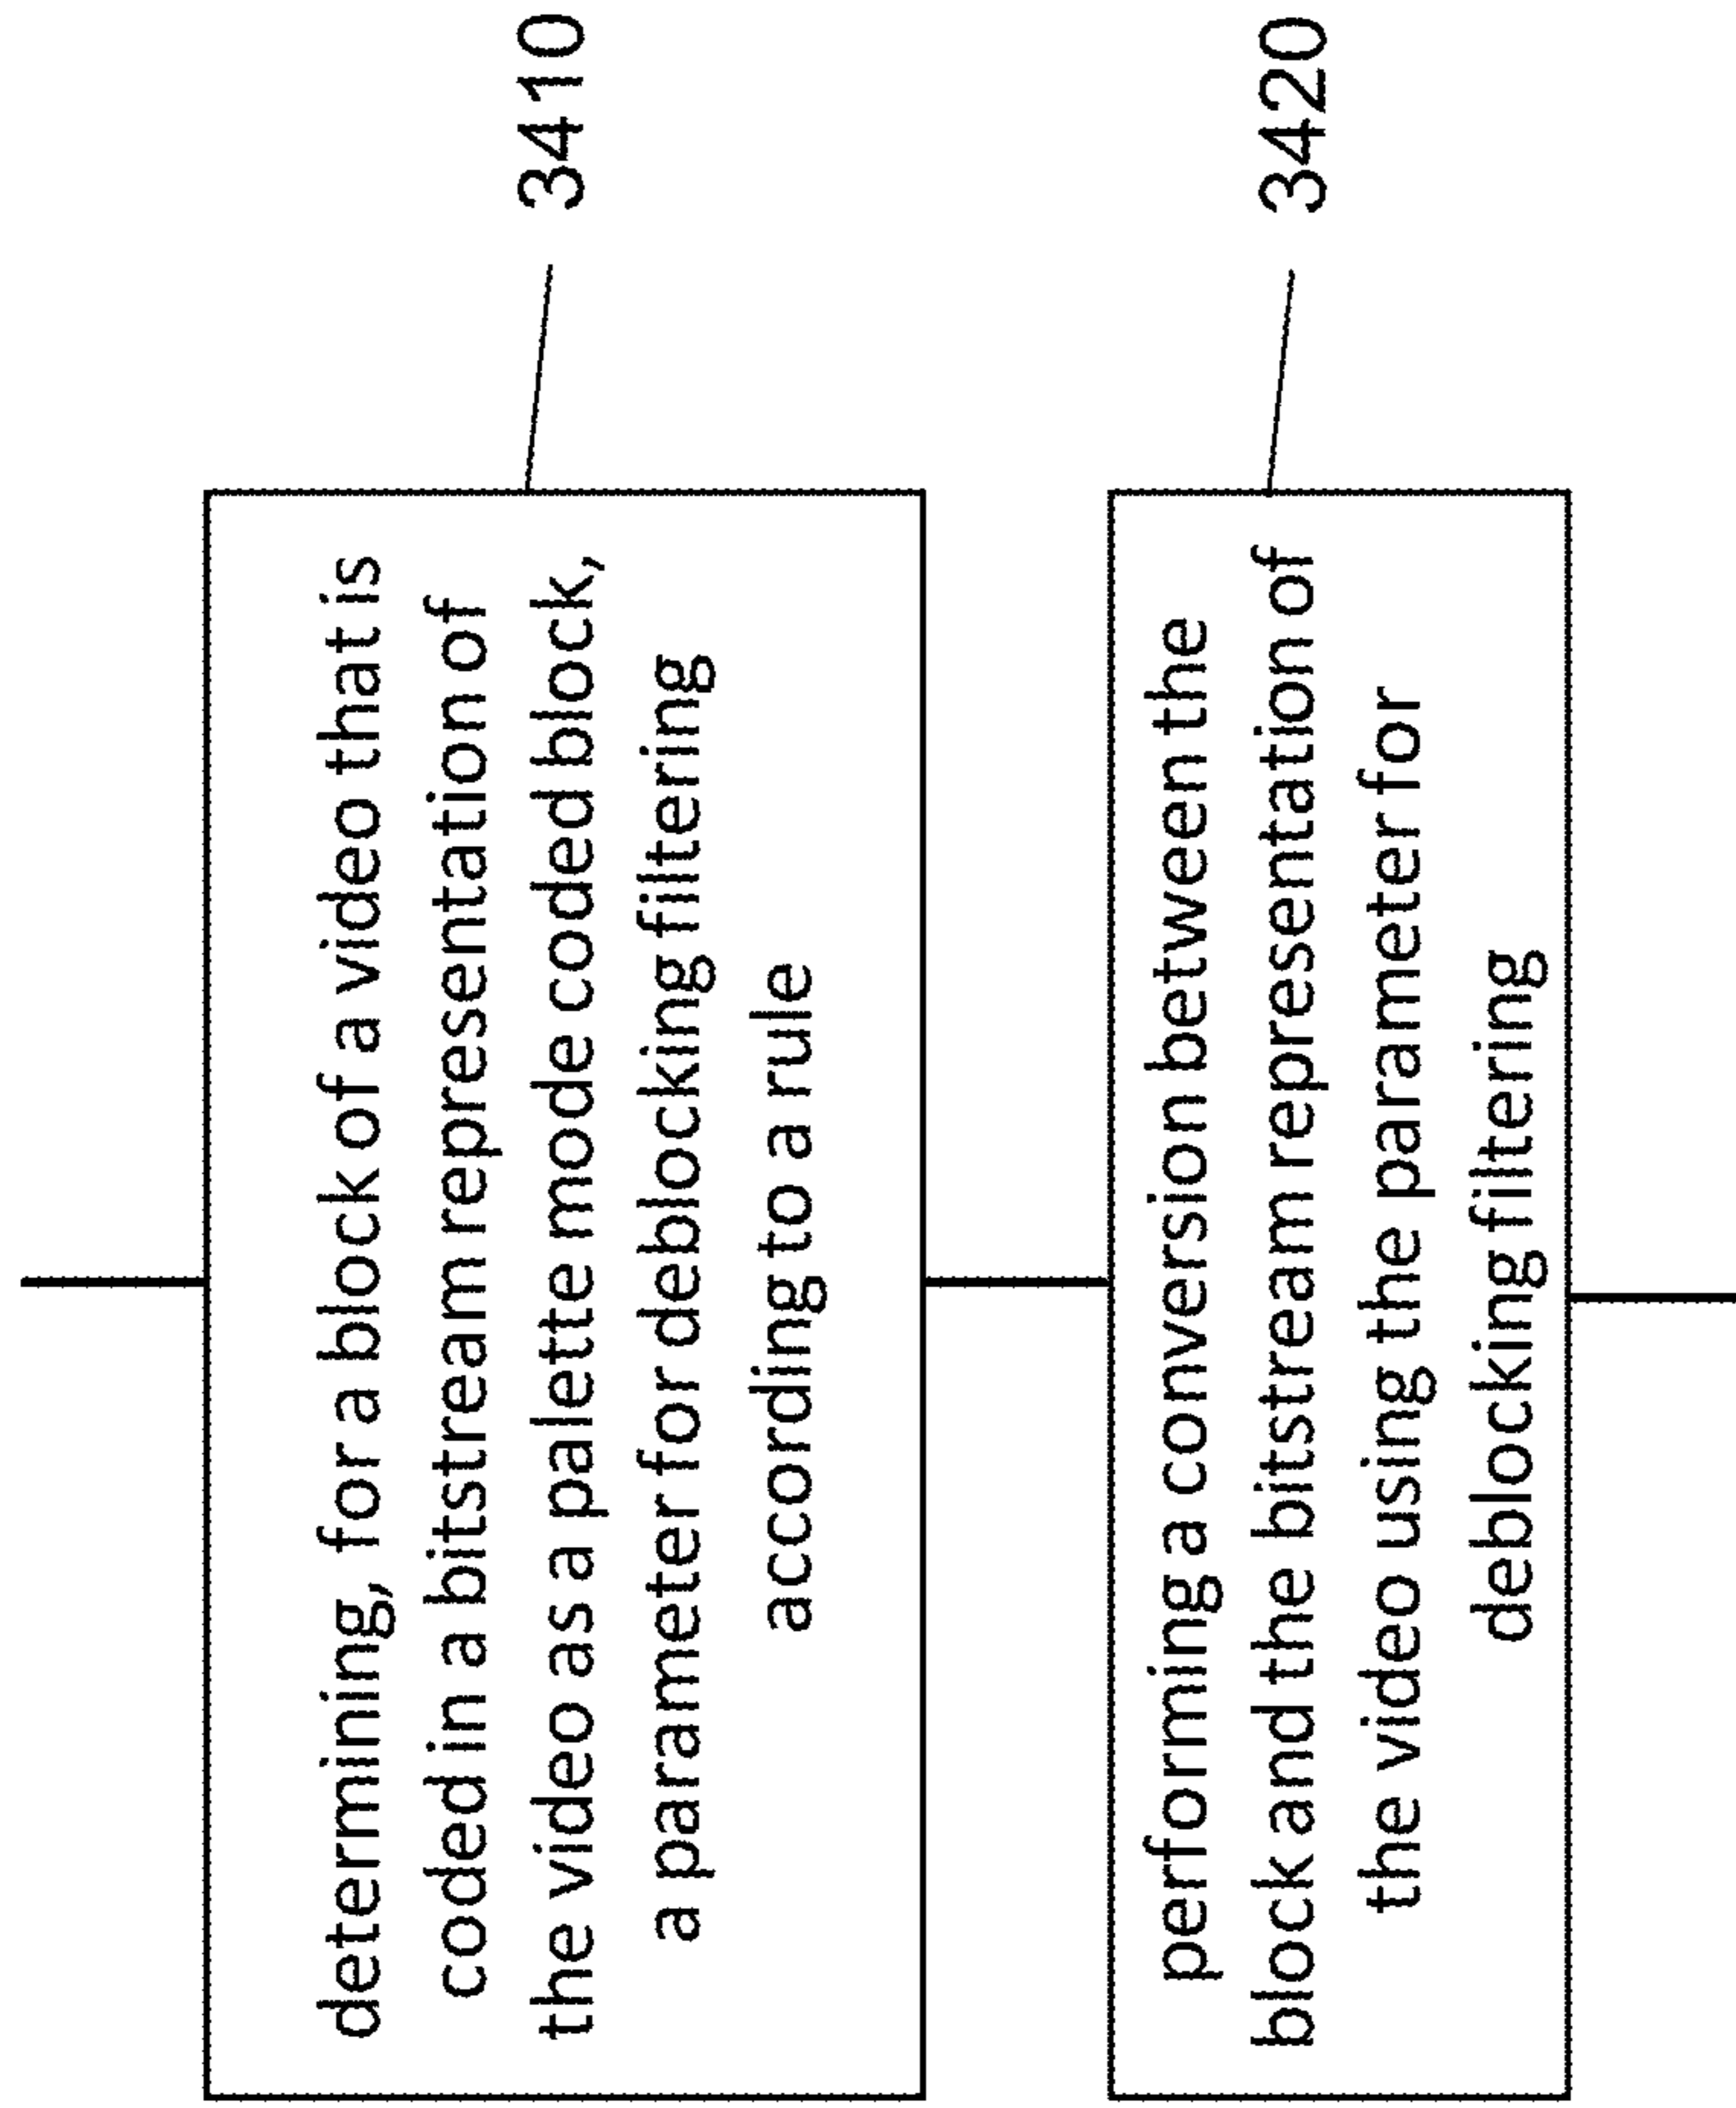 determining, for a block of a video that is
coded in a bitstream representation of
the video as a palette mode coded block,
a parameter for deblocking filtering
according to a rule
3410
performing a conversion between the
block and the bitstream representation of
the video using the parameter for
deblocking filtering
3420